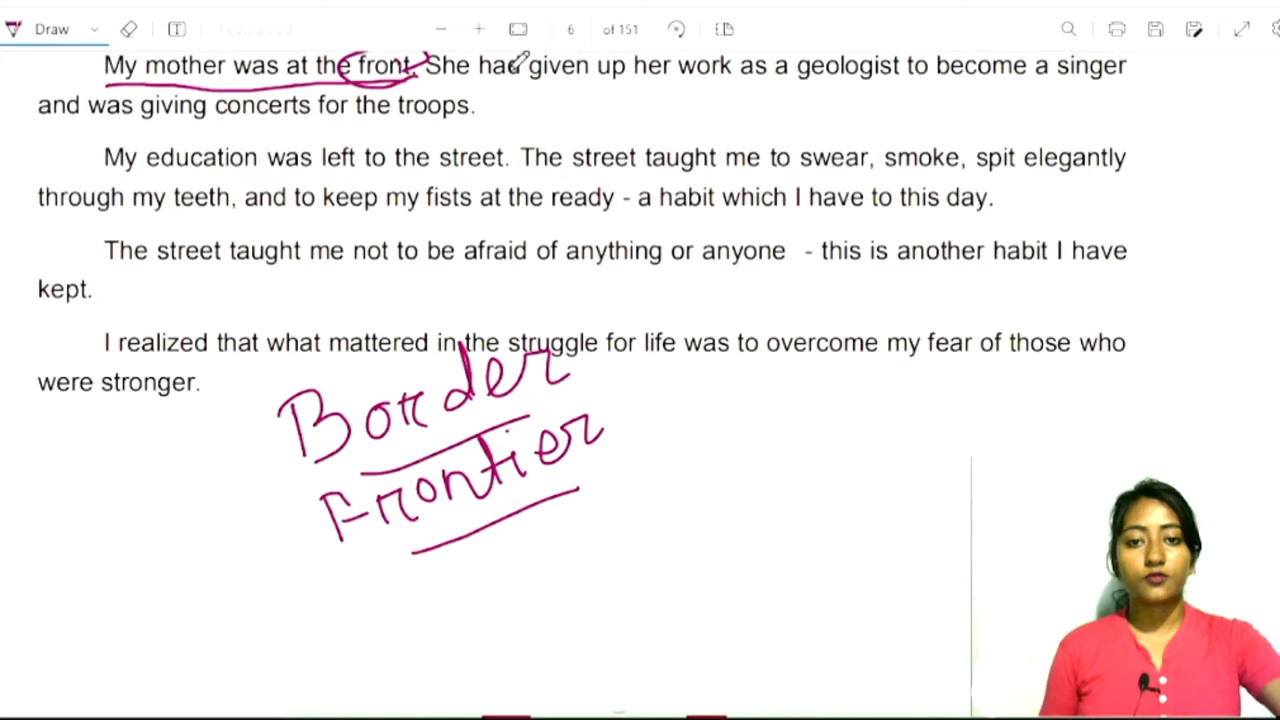 Draw
T
6 of 151
My mother was at the front. She had given up her work as a geologist to become a singer
and was giving concerts for the troops.
My education was left to the street. The street taught me to swear, smoke, spit elegantly
through my teeth, and to keep my fists at the ready - a habit which I have to this day.
The street taught me not to be afraid of anything or anyone - this is another habit I have
kept.
I realized that what mattered in the struggle for life was to overcome my fear of those who
were stronger.
Border
Frontier